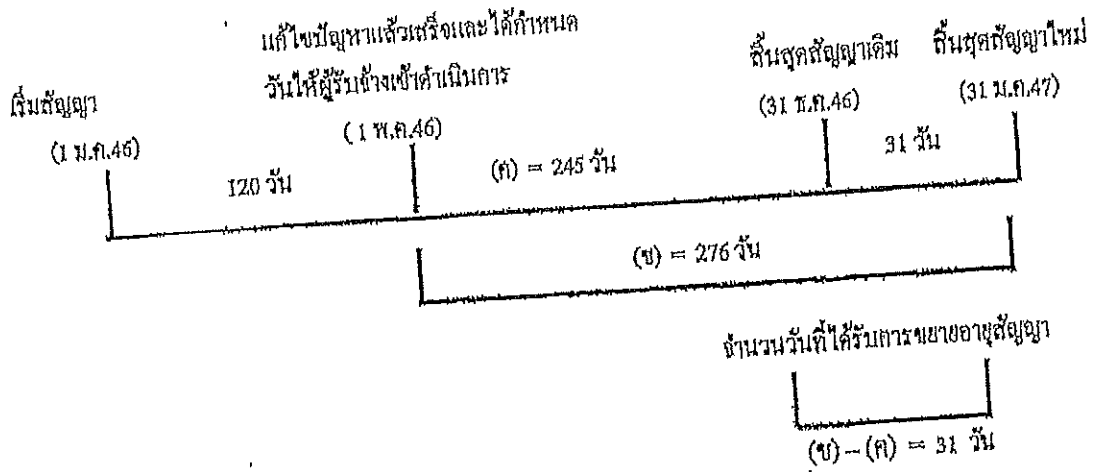 แก้ไขปัญหาแล้วเสร็จและได้กำหนด
วันให้ผู้รับจ้างเข้าดำเนินการ
(1 พ.ค.46)
เริ่มสัญญา
(1 ม.ค.46)
สิ้นสุดสัญญาเดิม
(31 ธ.ค.46)
สิ้นสุดสัญญาใหม่
(31 ม.ค.47)
120 วัน
(ค) = 245 วัน
31 วัน
(ข) = 276 วัน
จำนวนวันที่ได้รับการขยายอายุสัญญา
(ข) – (ค) = 31 วัน